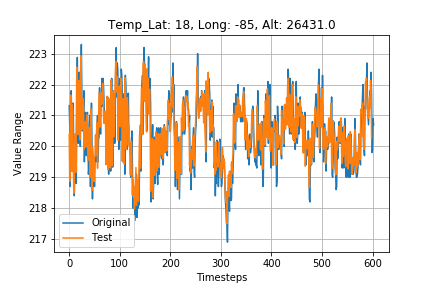 Temp_Lat: 18, Long: -85, Alt: 26431.0
223
222
221
220
219
218
217
Value Range
Original
Test
0 100 200 300 400 500 600
Timesteps